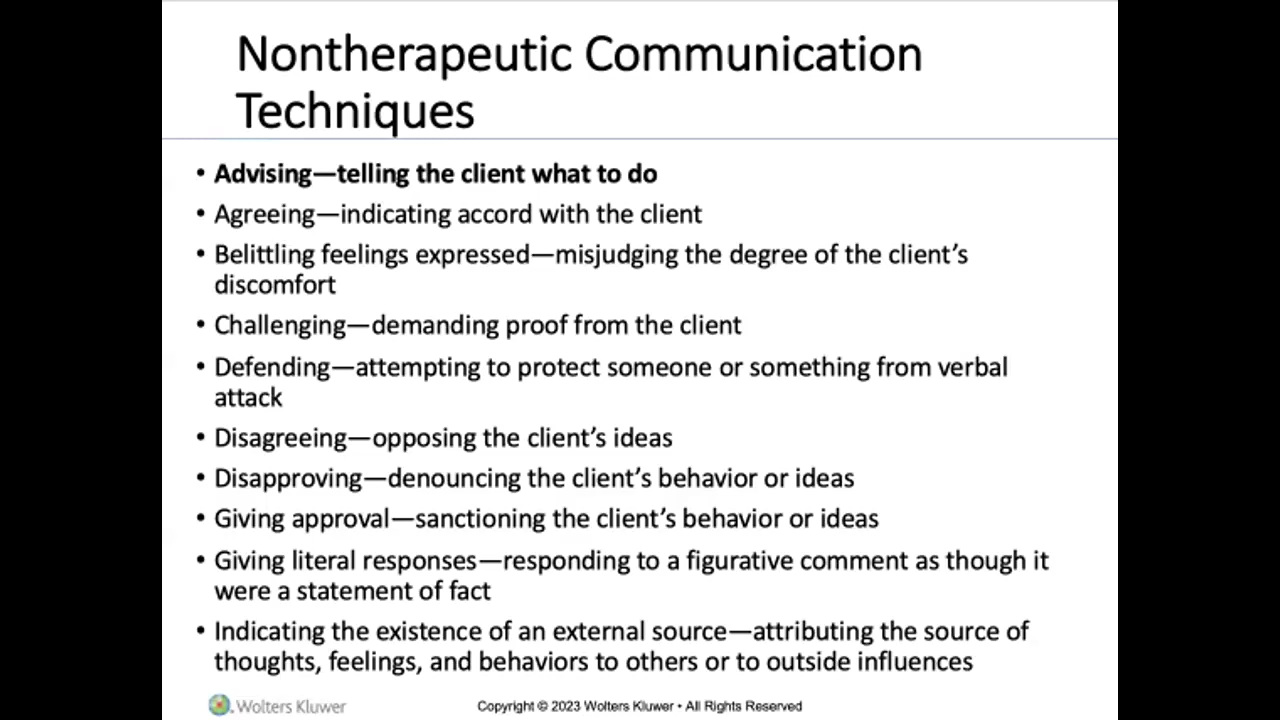 Nontherapeutic Communication
Techniques
• Advising—telling the client what to do
• Agreeing—indicating accord with the client
• Belittling feelings expressed—misjudging the degree of the client’s
discomfort
• Challenging—demanding proof from the client
• Defending—attempting to protect someone or something from verbal
attack
• Disagreeing—opposing the client’s ideas
• Disapproving—denouncing the client’s behavior or ideas
• Giving approval—sanctioning the client’s behavior or ideas
• Giving literal responses—responding to a figurative comment as though it
were a statement of fact
• Indicating the existence of an external source—attributing the source of
thoughts, feelings, and behaviors to others or to outside influences
Wolters Kluwer
Copyright © 2023 Wolters Kluwer • All Rights Reserved